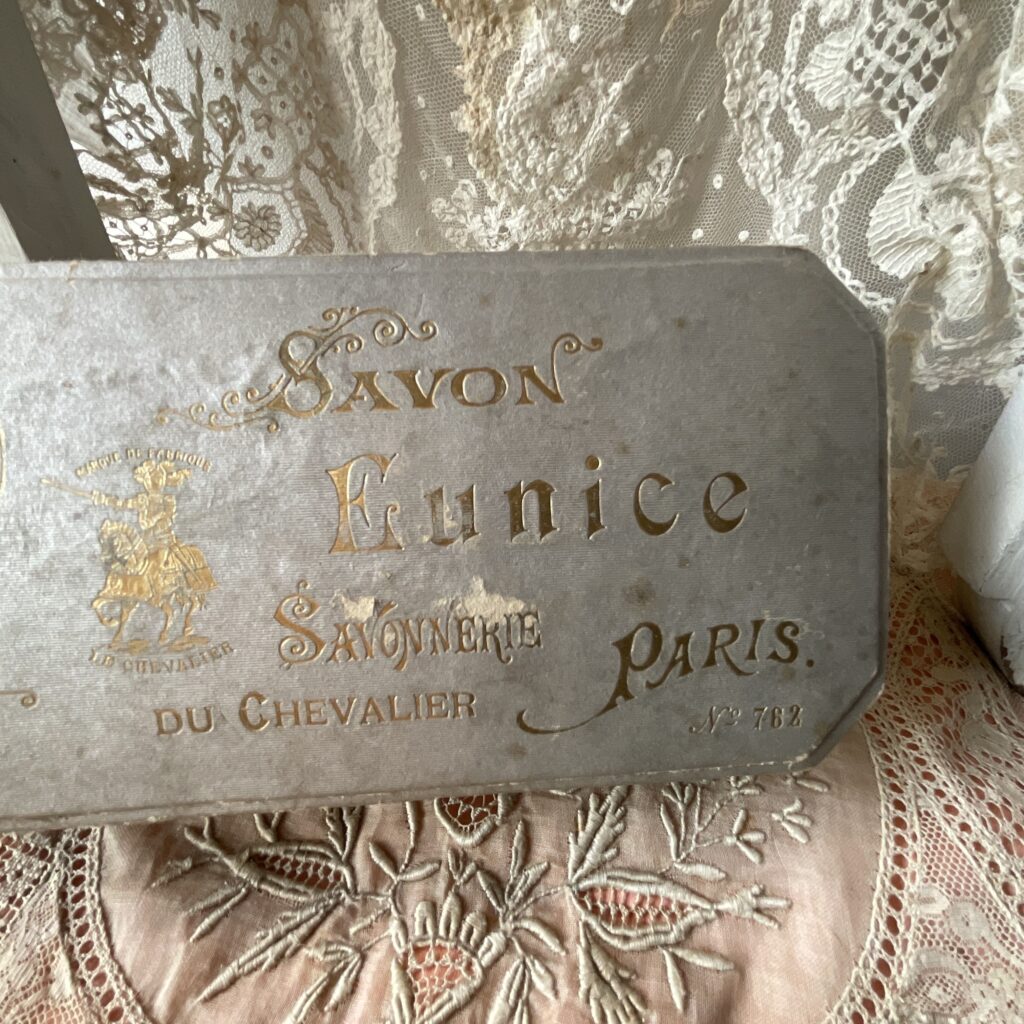 SAVON
Eunice
MARQUE DE FABRIQUE
LE CHEVALIER
SAVONNERIE
DU CHEVALIER
PARIS.
Nº 762